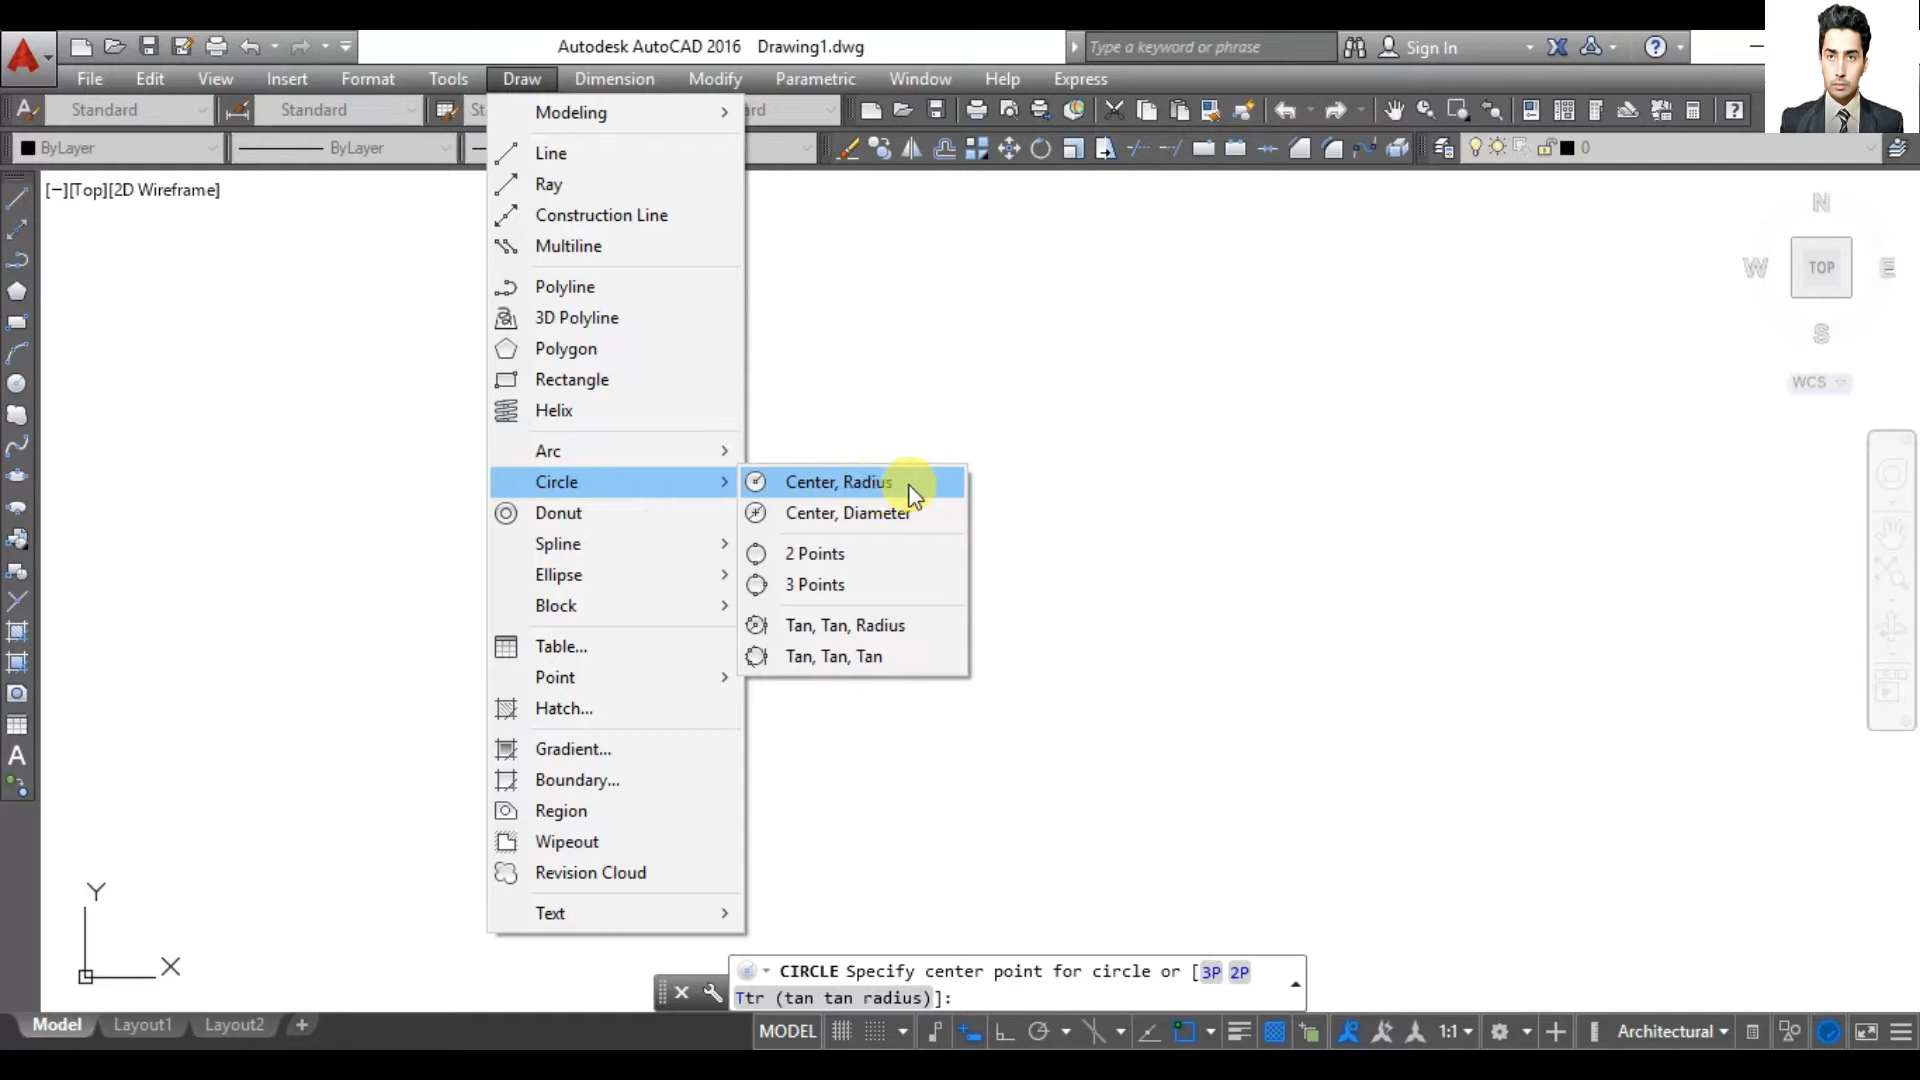 Autodesk AutoCAD 2016 Drawing1.dwg
Type a keyword or phrase
Sign In
File Edit View Insert Format Tools Draw Dimension Modify Parametric Window Help Express
Standard Standard St rd
ByLayer ByLayer 0
[−][Top][2D Wireframe]
Modeling
Line
Ray
Construction Line
Multiline
Polyline
3D Polyline
Polygon
Rectangle
Helix
Arc
Circle
Donut
Spline
Ellipse
Block
Table...
Point
Hatch...
Gradient...
Boundary...
Region
Wipeout
Revision Cloud
Text
Center, Radius
Center, Diameter
2 Points
3 Points
Tan, Tan, Radius
Tan, Tan, Tan
N
W TOP E
S
WCS
A
Y
X
CIRCLE Specify center point for circle or [3P 2P
Ttr (tan tan radius)]:
Model Layout1 Layout2 +
MODEL 1:1 Architectural